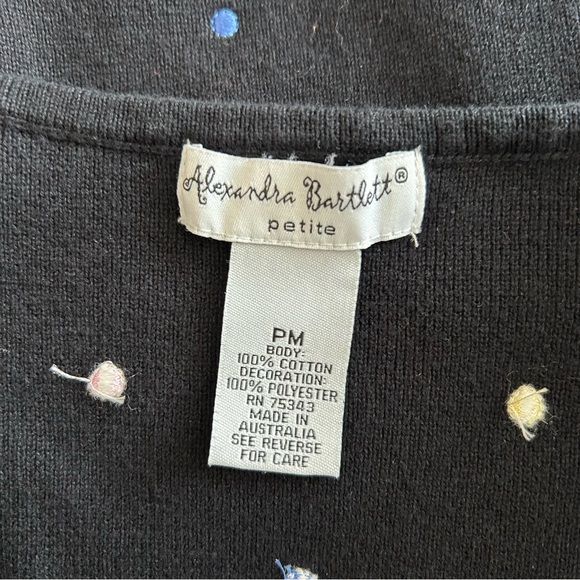 Alexandra Bartlett®
petite
PM
BODY:
100% COTTON
DECORATION:
100% POLYESTER
RN 75343
MADE IN
AUSTRALIA
SEE REVERSE
FOR CARE